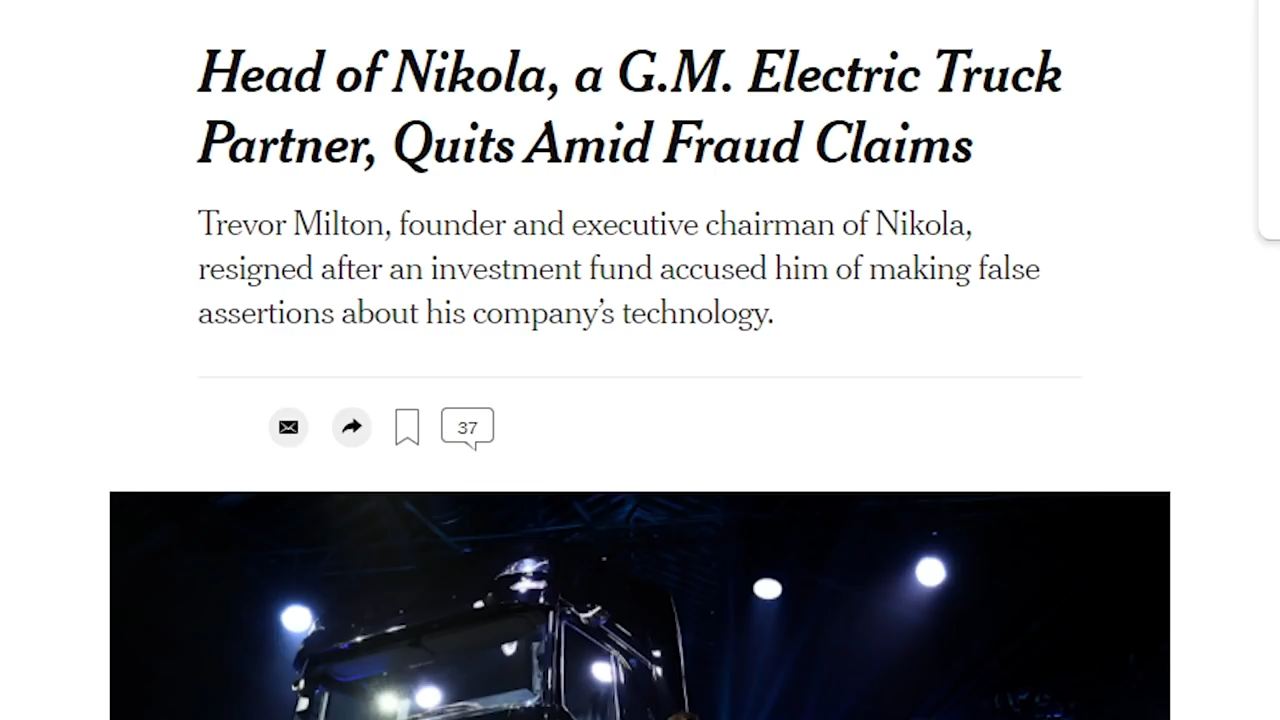 Head of Nikola, a G.M. Electric Truck
Partner, Quits Amid Fraud Claims
Trevor Milton, founder and executive chairman of Nikola,
resigned after an investment fund accused him of making false
assertions about his company’s technology.
37